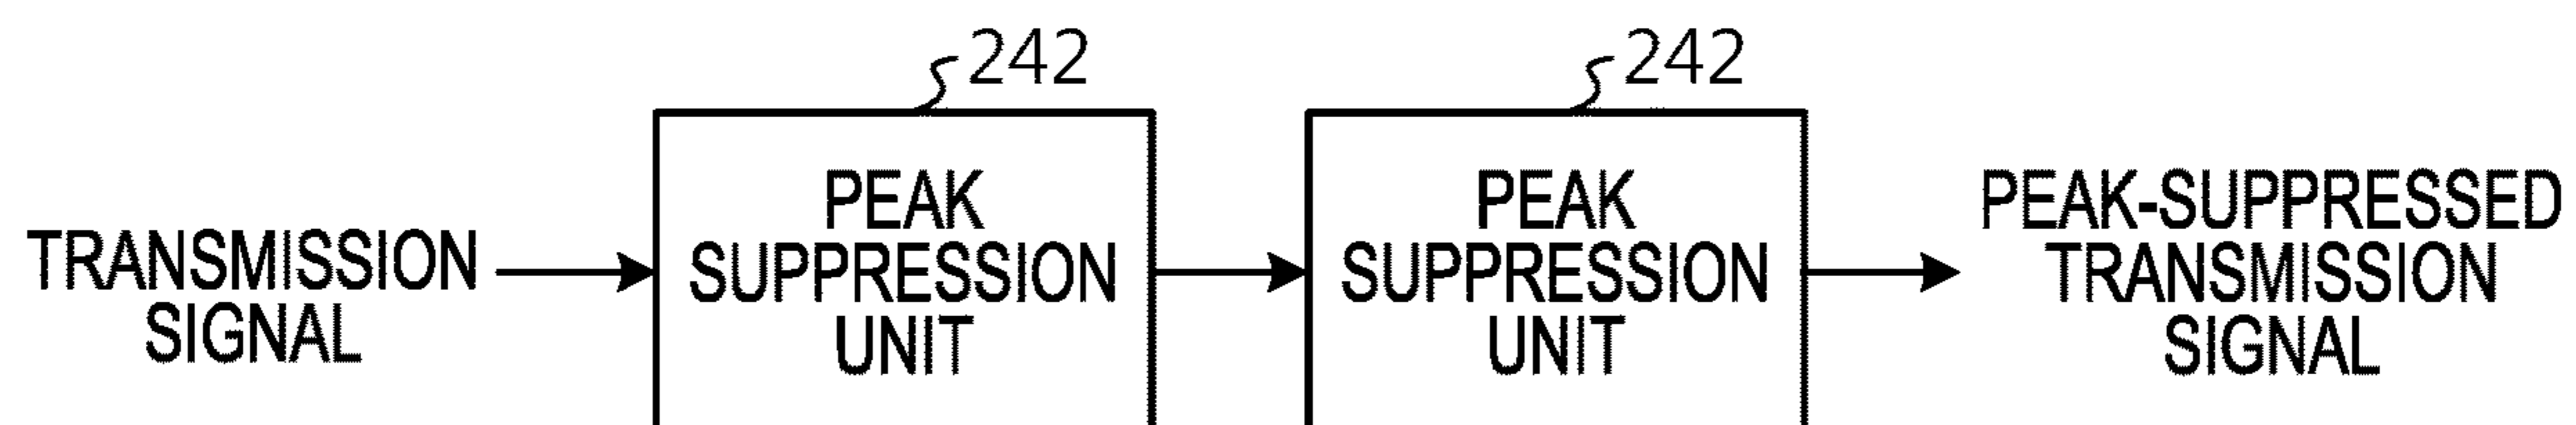 242
242
TRANSMISSION
SIGNAL
PEAK
SUPPRESSION
UNIT
PEAK
SUPPRESSION
UNIT
PEAK-SUPPRESSED
TRANSMISSION
SIGNAL